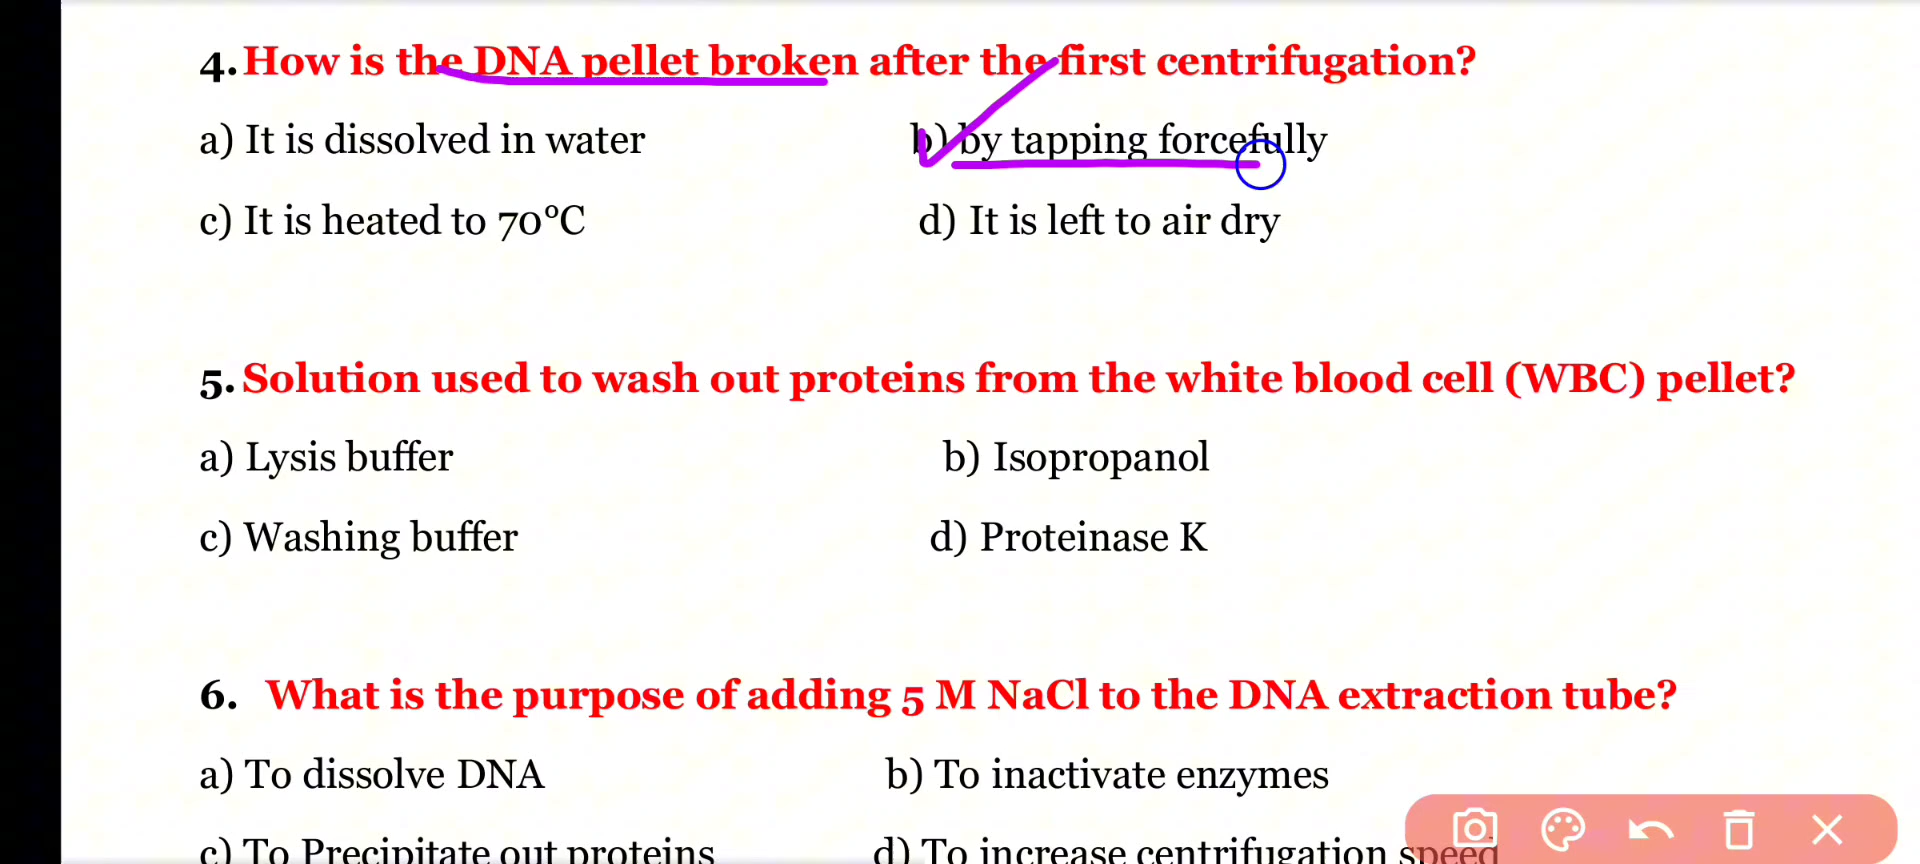 4. How is the DNA pellet broken after the first centrifugation?
a) It is dissolved in water b) by tapping forcefully
c) It is heated to 70°C d) It is left to air dry
5. Solution used to wash out proteins from the white blood cell (WBC) pellet?
a) Lysis buffer b) Isopropanol
c) Washing buffer d) Proteinase K
6. What is the purpose of adding 5 M NaCl to the DNA extraction tube?
a) To dissolve DNA b) To inactivate enzymes
c) To Precipitate out proteins d) To increase centrifugation speed